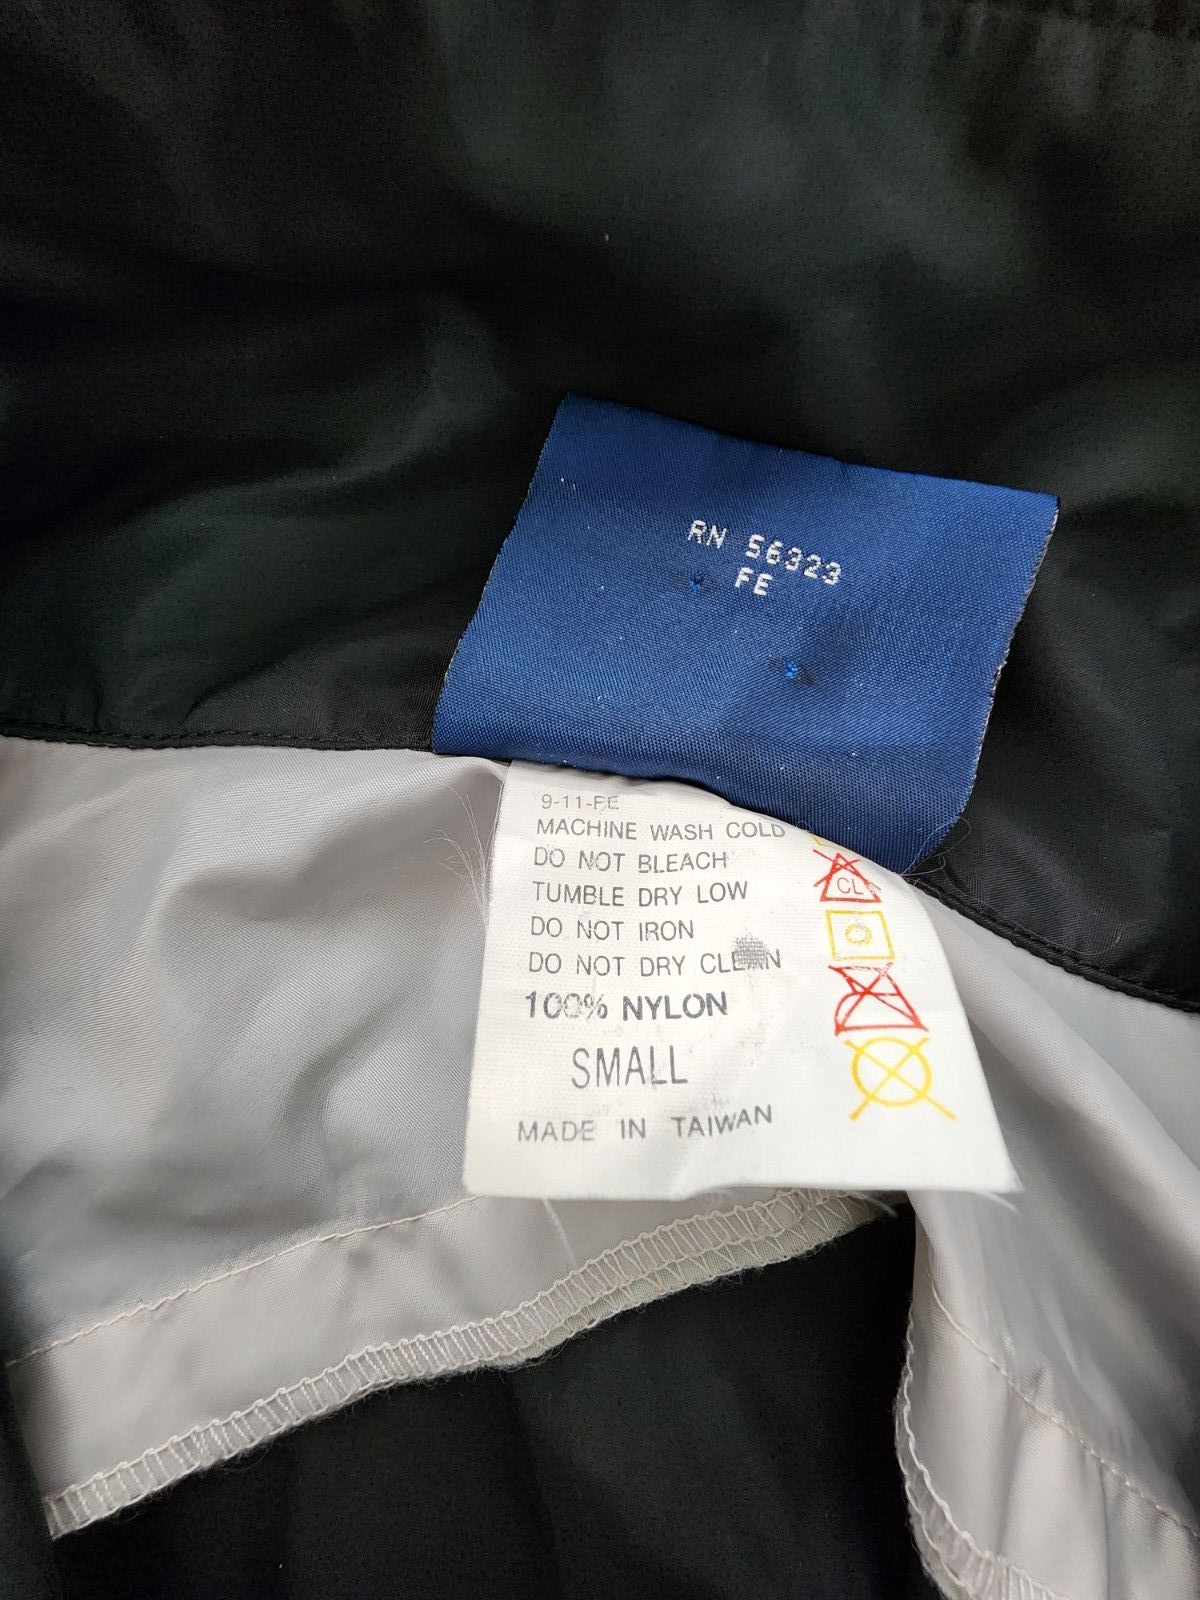 RN 56323
FE
9-11-FE
MACHINE WASH COLD
DO NOT BLEACH
CL
TUMBLE DRY LOW
DO NOT IRON
DO NOT DRY CLEAN
100% NYLON
SMALL
MADE IN TAIWAN